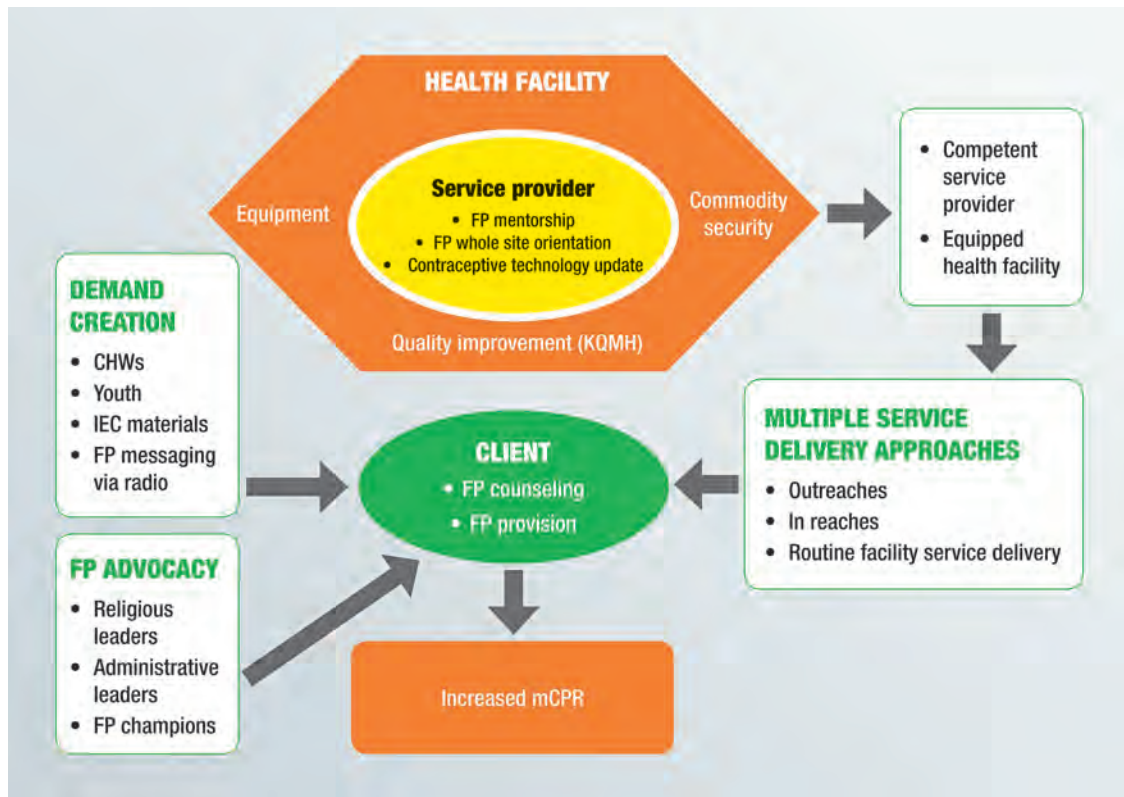 HEALTH FACILITY
Service provider
• FP mentorship
• FP whole site orientation
• Contraceptive technology update
Equipment
Commodity
security
Quality improvement (KQMH)
• Competent
service
provider
• Equipped
health facility
DEMAND
CREATION
• CHWs
• Youth
• IEC materials
• FP messaging
via radio
CLIENT
• FP counseling
• FP provision
MULTIPLE SERVICE
DELIVERY APPROACHES
• Outreaches
• In reaches
• Routine facility service delivery
FP ADVOCACY
• Religious
leaders
• Administrative
leaders
• FP champions
Increased mCPR